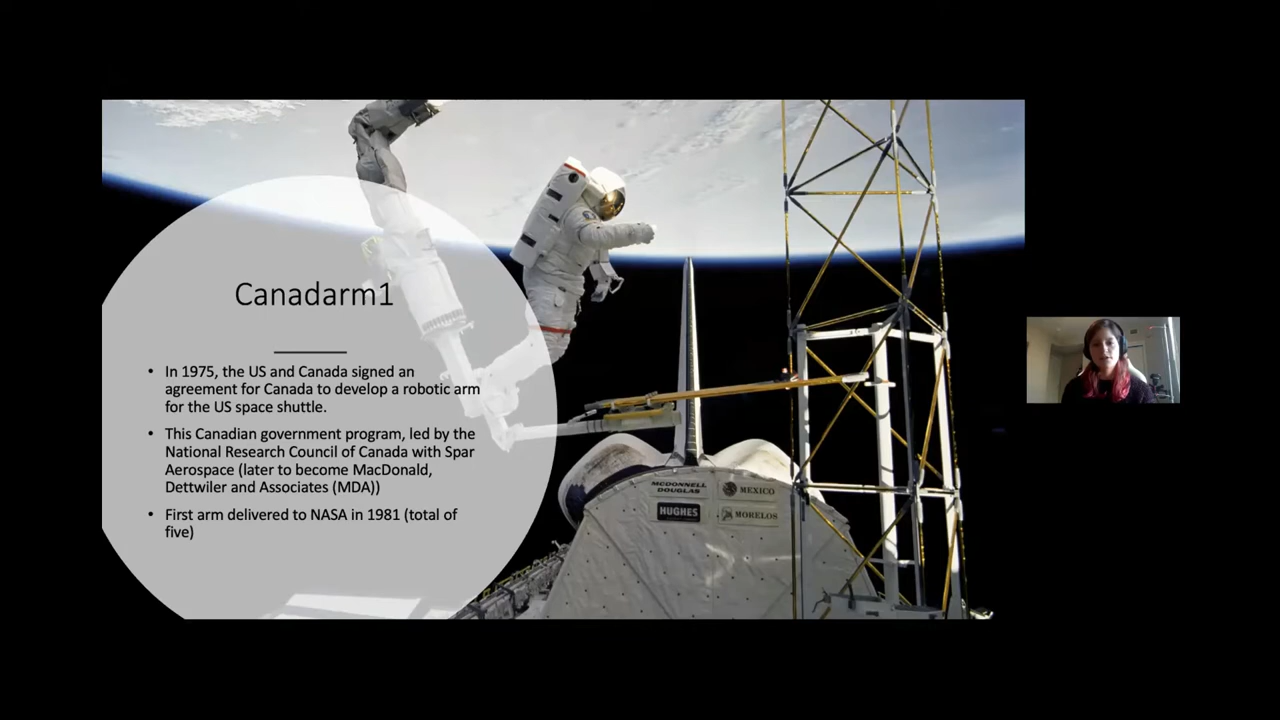 Canadarm1
• In 1975, the US and Canada signed an
agreement for Canada to develop a robotic arm
for the US space shuttle.
• This Canadian government program, led by the
National Research Council of Canada with Spar
Aerospace (later to become MacDonald,
Dettwiler and Associates (MDA))
• First arm delivered to NASA in 1981 (total of
five)
MCDONNELL
DOUGLAS
MEXICO
HUGHES
MORELOS